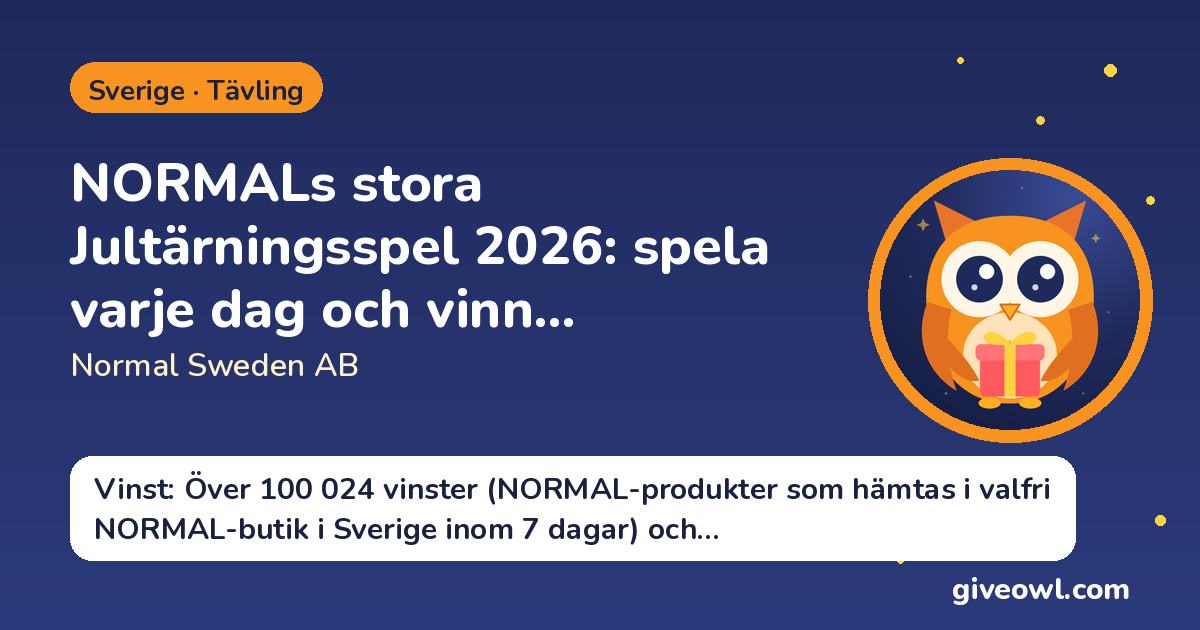 Sverige · Tävling
NORMALs stora
Jultärningsspel 2026: spela
varje dag och vinn...
Normal Sweden AB
Vinst: Över 100 024 vinster (NORMAL-produkter som hämtas i valfri
NORMAL-butik i Sverige inom 7 dagar) och...
giveowl.com